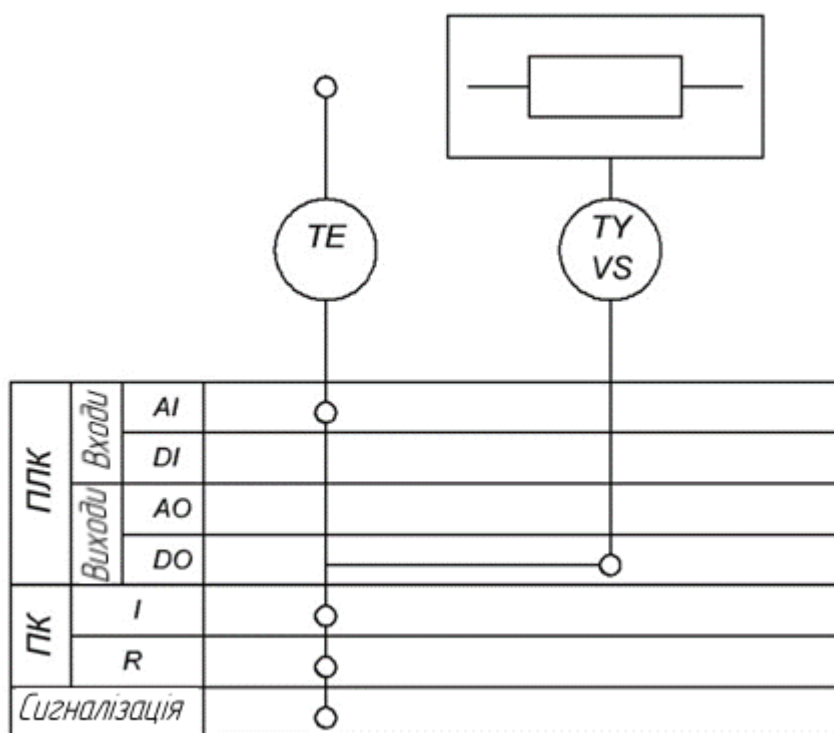 TE
TY
VS
ПЛК
Входи
AI
DI
Виходи
AO
DO
ПК
I
R
Сигналізація